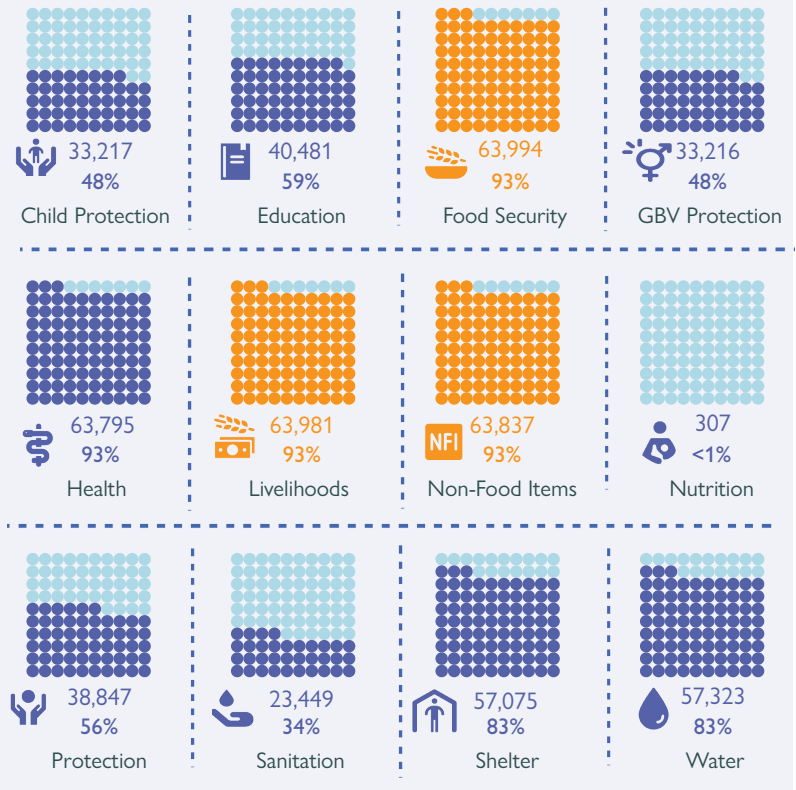 33,217
48%
Child Protection
40,481
59%
Education
63,994
93%
Food Security
33,216
48%
GBV Protection
63,795
93%
Health
63,981
93%
Livelihoods
NFI
63,837
93%
Non-Food Items
307
<1%
Nutrition
38,847
56%
Protection
23,449
34%
Sanitation
57,075
83%
Shelter
57,323
83%
Water